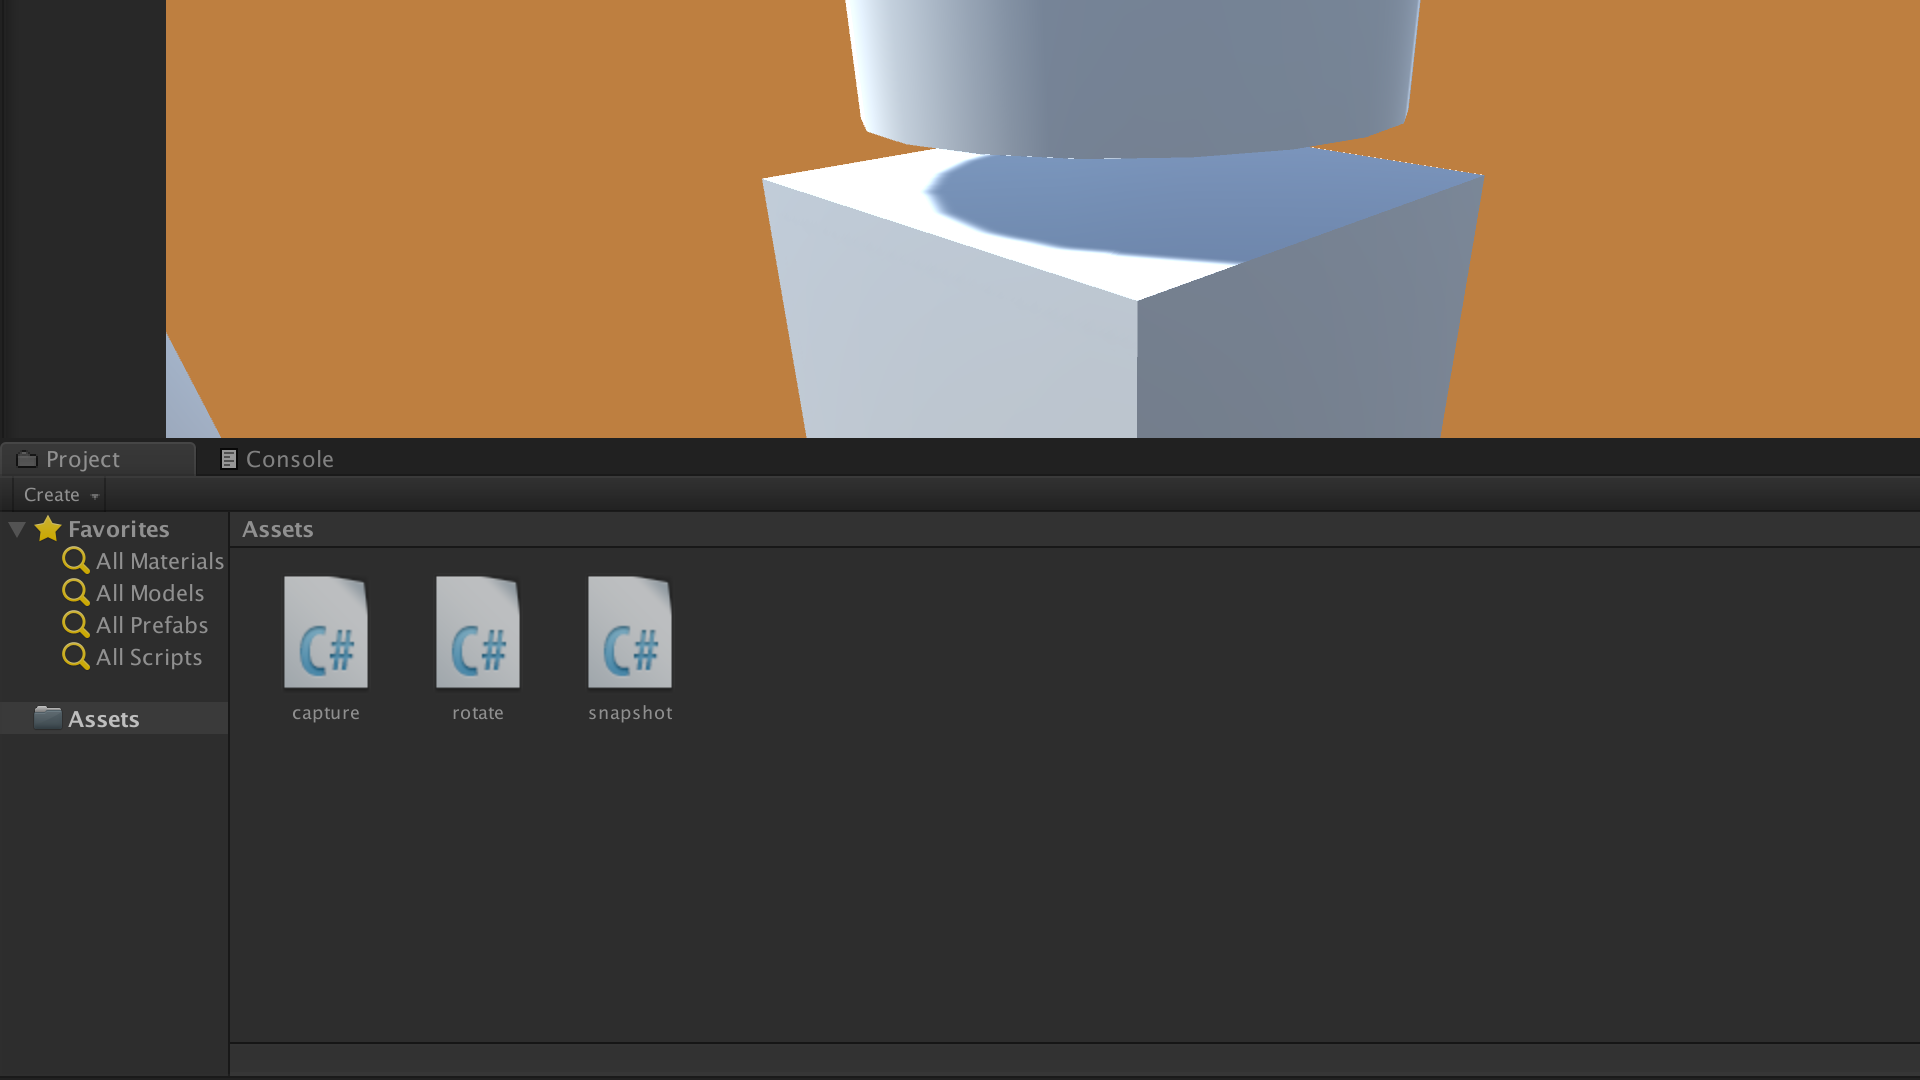 Project
Console
Create
Favorites
Assets
All Materials
All Models
All Prefabs
All Scripts
Assets
C#
C#
C#
capture
rotate
snapshot